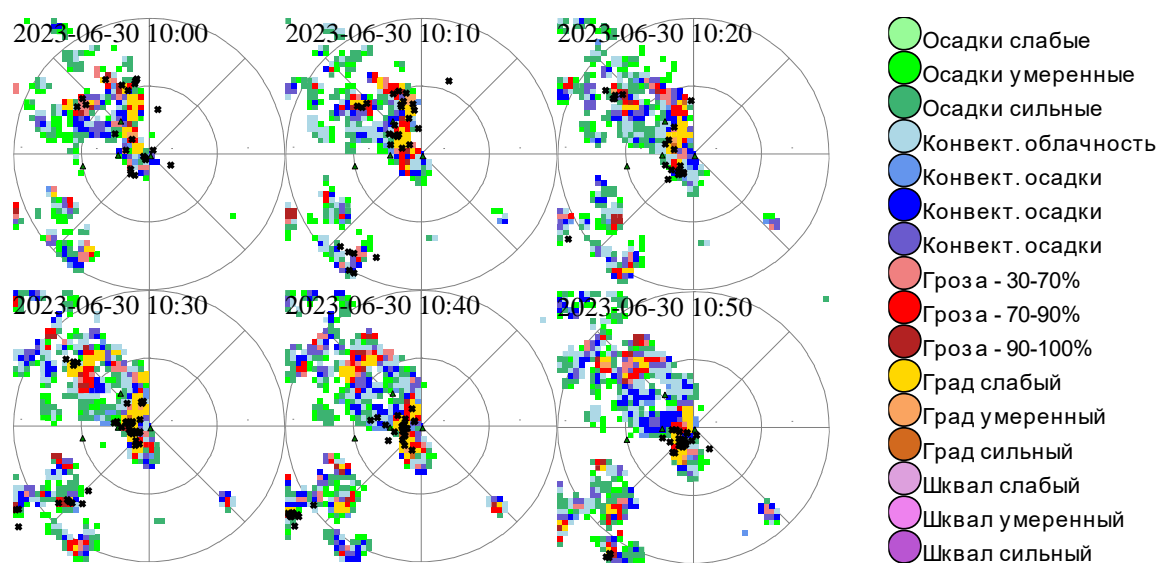 2023-06-30 10:00
2023-06-30 10:10
2023-06-30 10:20
2023-06-30 10:30
2023-06-30 10:40
2023-06-30 10:50
Осадки слабые
Осадки умеренные
Осадки сильные
Конвект. облачность
Конвект. осадки
Конвект. осадки
Конвект. осадки
Гроза - 30-70%
Гроза - 70-90%
Гроза - 90-100%
Град слабый
Град умеренный
Град сильный
Шквал слабый
Шквал умеренный
Шквал сильный